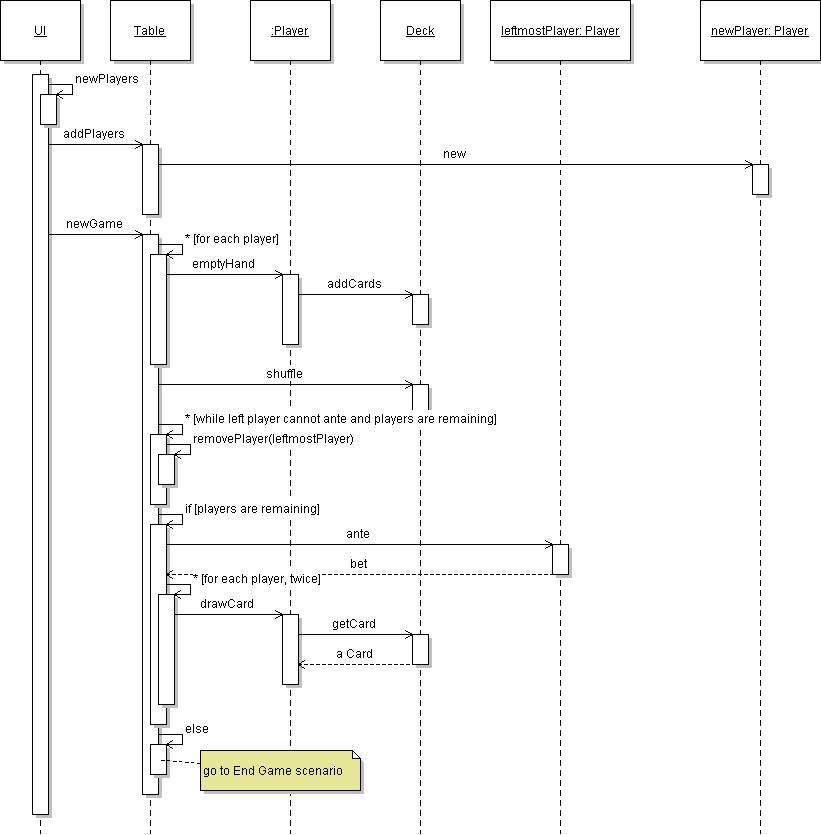 UI
Table
:Player
Deck
leftmostPlayer: Player
newPlayer: Player
newPlayers
addPlayers
new
newGame
* [for each player]
emptyHand
addCards
shuffle
* [while left player cannot ante and players are remaining]
removePlayer(leftmostPlayer)
if [players are remaining]
ante
bet
* [for each player, twice]
drawCard
getCard
a Card
else
go to End Game scenario